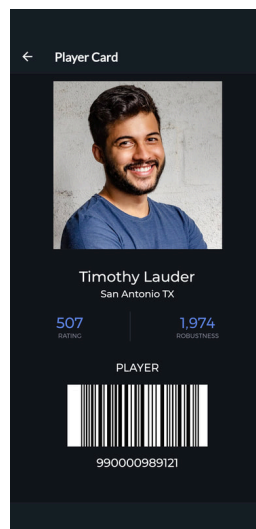 Player Card
Timothy Lauder
San Antonio TX
507 1,974
RATING ROBUSTNESS
PLAYER
990000989121